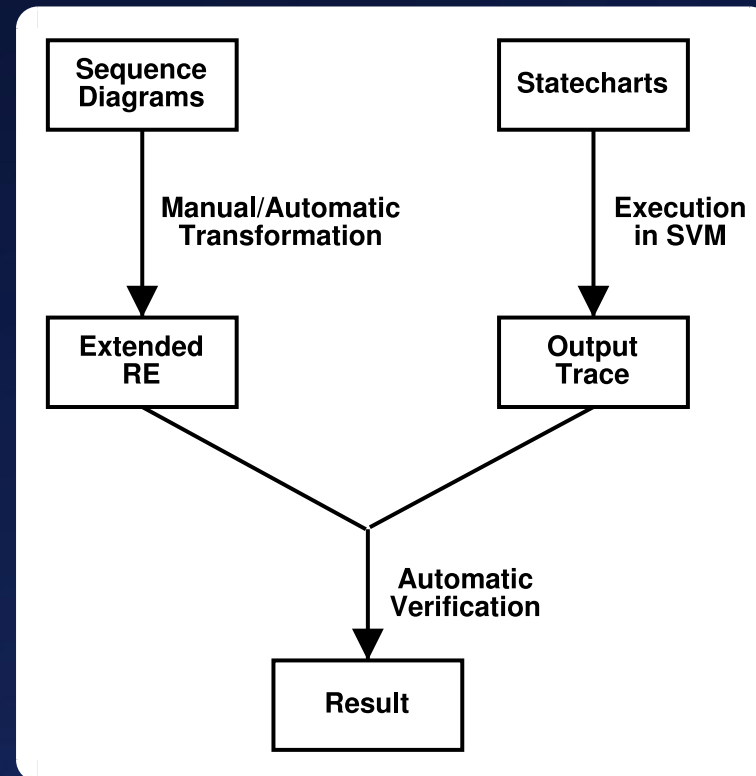 Sequence
Diagrams
Statecharts
Manual/Automatic
Transformation
Execution
in SVM
Extended
RE
Output
Trace
Automatic
Verification
Result